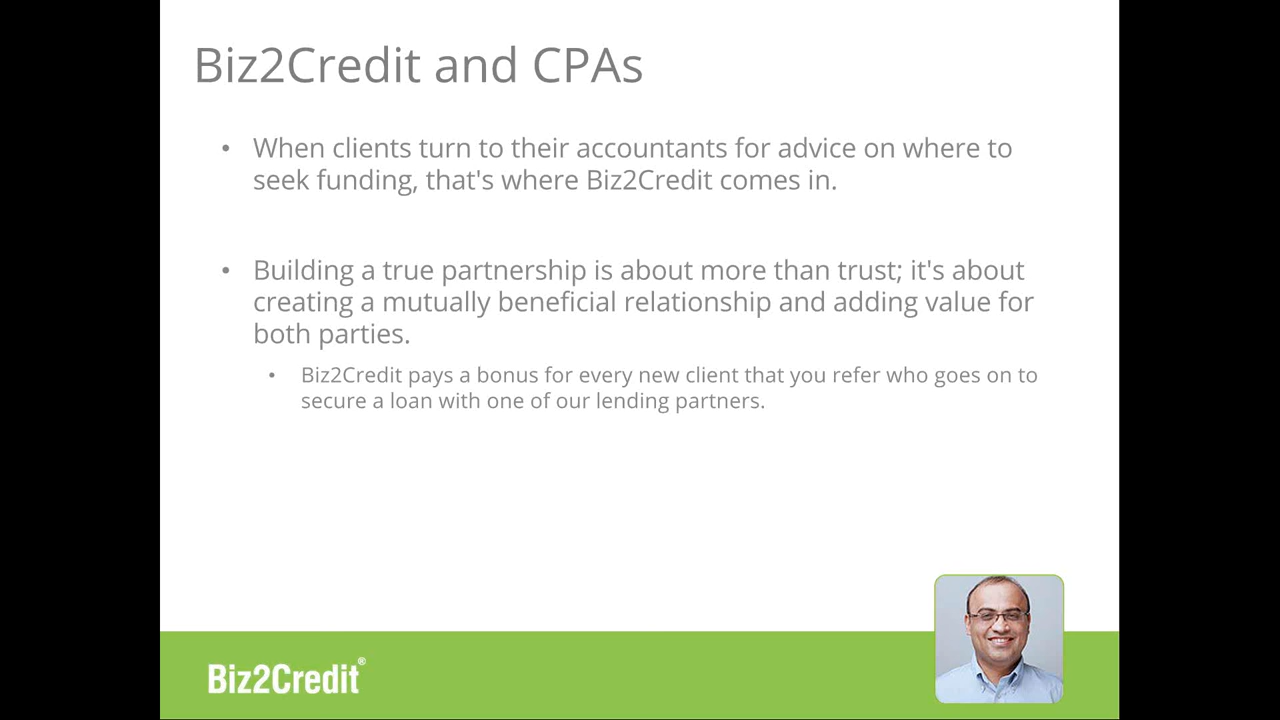 Biz2Credit and CPAs
• When clients turn to their accountants for advice on where to
seek funding, that's where Biz2Credit comes in.
• Building a true partnership is about more than trust; it's about
creating a mutually beneficial relationship and adding value for
both parties.
• Biz2Credit pays a bonus for every new client that you refer who goes on to
secure a loan with one of our lending partners.
Biz2Credit®